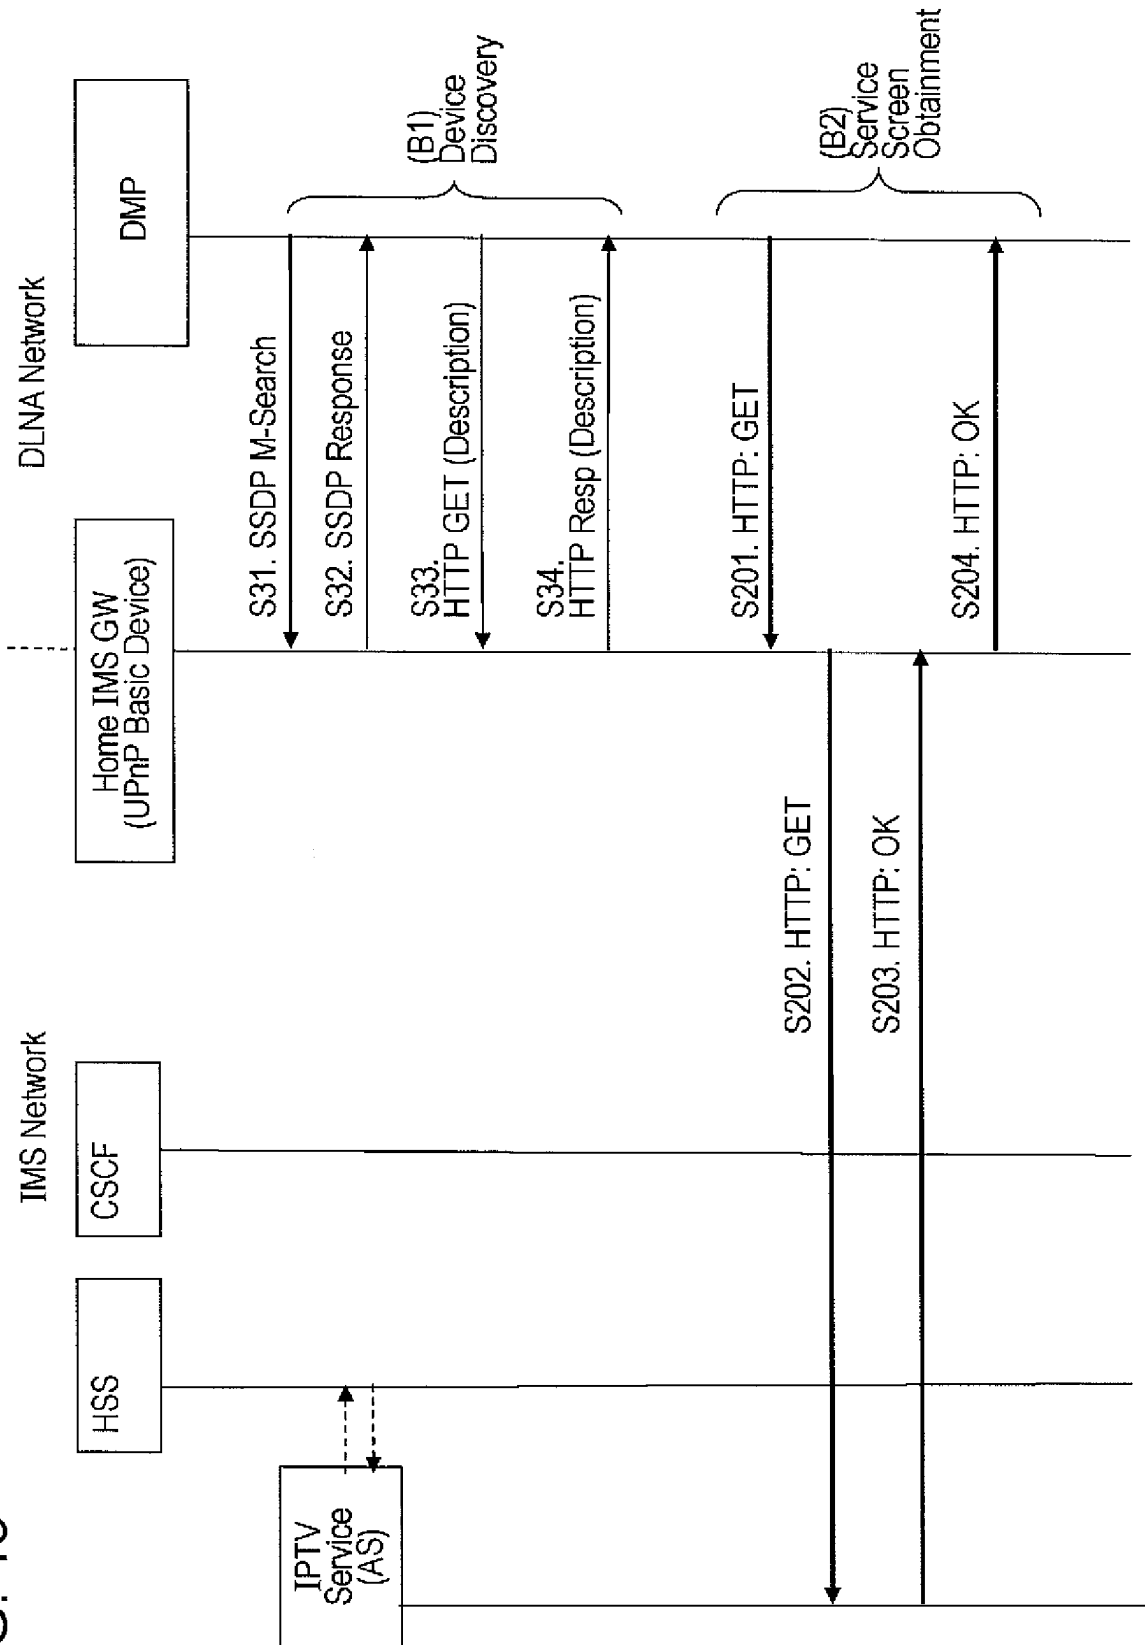 IMS Network
DLNA Network
HSS
CSCF
Home IMS GW
(UPnP Basic Device)
DMP
IPTV
Service
(AS)
S31. SSDP M-Search
S32. SSDP Response
S33.
HTTP GET (Description)
S34.
HTTP Resp (Description)
(B1)
Device
Discovery
S201. HTTP: GET
S202. HTTP: GET
S203. HTTP: OK
S204. HTTP: OK
(B2)
Service
Screen
Obtainment